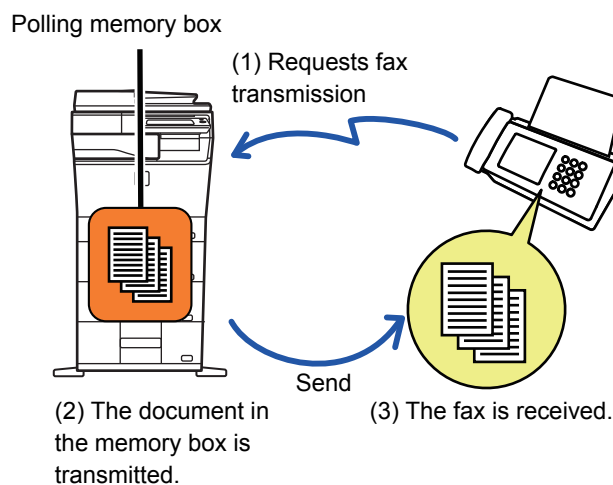 Polling memory box
(1) Requests fax
transmission
Send
(2) The document in
the memory box is
transmitted.
(3) The fax is received.